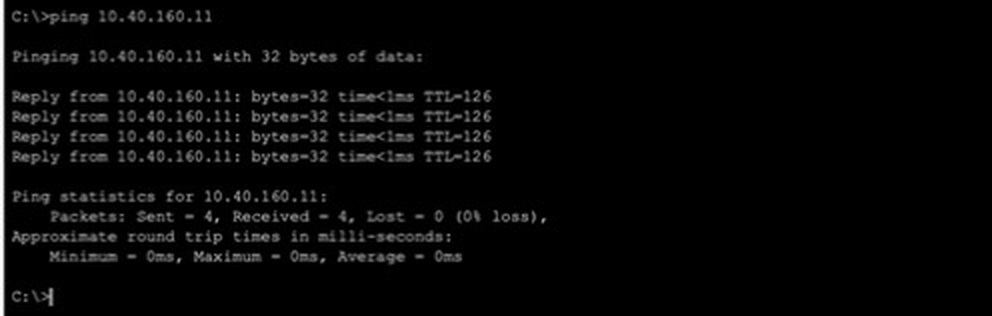 C:\>ping 10.40.160.11
Pinging 10.40.160.11 with 32 bytes of data:
Reply from 10.40.160.11: bytes=32 time<1ms TTL=126
Reply from 10.40.160.11: bytes=32 time<1ms TTL=126
Reply from 10.40.160.11: bytes=32 time<1ms TTL=126
Reply from 10.40.160.11: bytes=32 time<1ms TTL=126
Ping statistics for 10.40.160.11:
Packets: Sent = 4, Received = 4, Lost = 0 (0% loss),
Approximate round trip times in milli-seconds:
Minimum = 0ms, Maximum = 0ms, Average = 0ms
C:\>